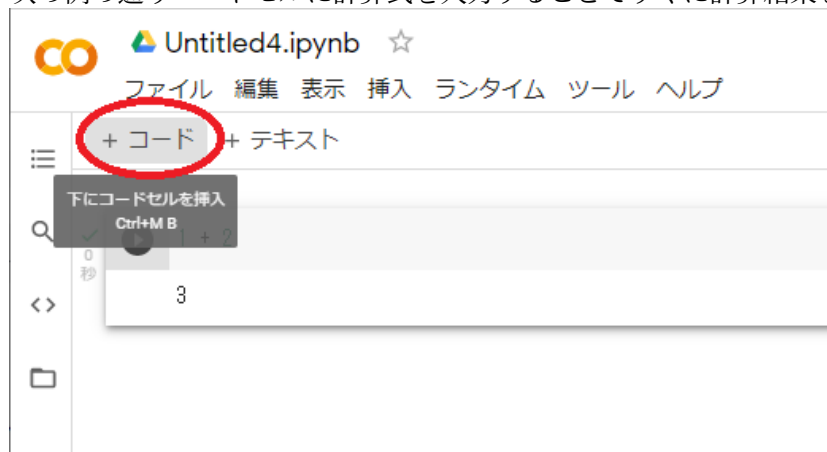 Untitled4.ipynb
ファイル 編集 表示 挿入 ランタイム ツール ヘルプ
+ コード + テキスト
下にコードセルを挿入
Ctrl+M B
1 + 2
0
秒
3